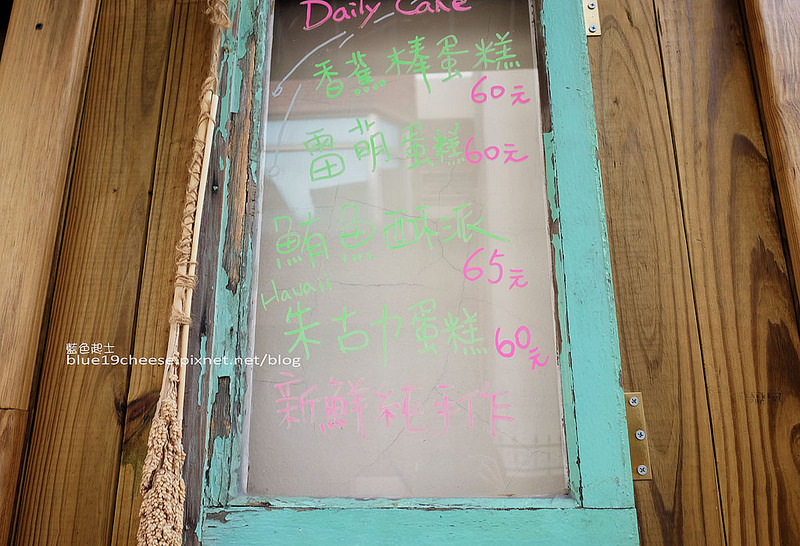 Daily Cake
香蕉棒蛋糕 60元
雷萌蛋糕 60元
鮪魚酥派 65元
Hawaii
朱古巾蛋糕 60元
新鮮純手作
藍色起士
blue19cheese.pixnet.net/blog